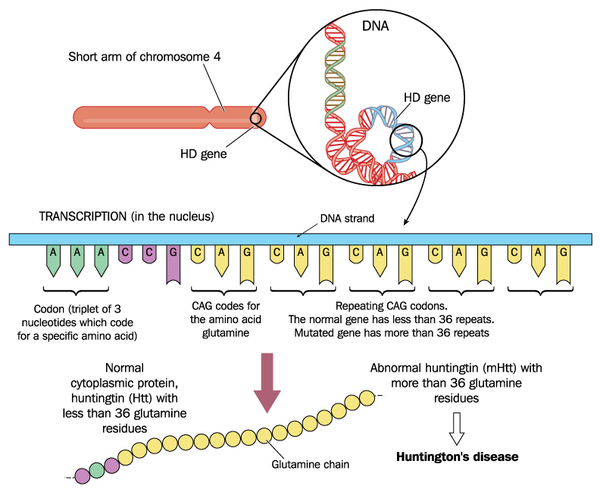 DNA
Short arm of chromosome 4
HD gene
HD gene
TRANSCRIPTION (in the nucleus)
DNA strand
A A A C C G C A G C A G C A G C A G C A G
Codon (triplet of 3
nucleotides which code
for a specific amino acid)
CAG codes for
the amino acid
glutamine
Repeating CAG codons.
The normal gene has less than 36 repeats.
Mutated gene has more than 36 repeats
Normal
cytoplasmic protein,
huntingtin (Htt) with
less than 36 glutamine
residues
Abnormal huntingtin (mHtt) with
more than 36 glutamine
residues
Glutamine chain
Huntington's disease